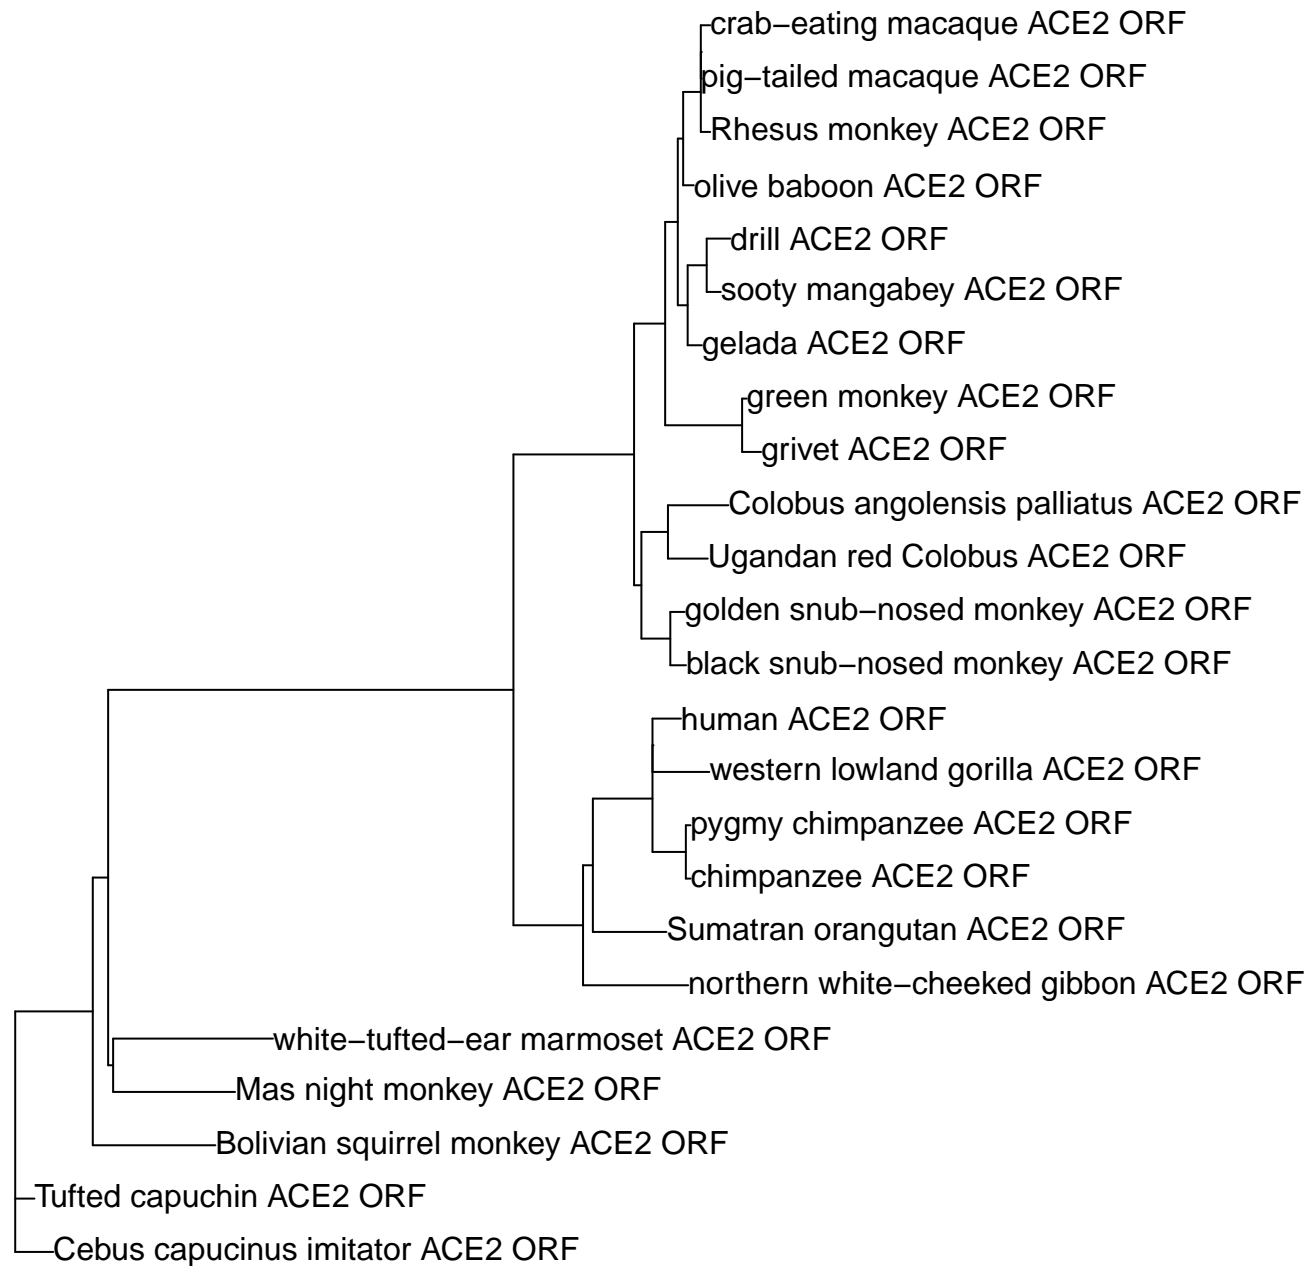 crab−eating macaque ACE2 ORF
pig−tailed macaque ACE2 ORF
Rhesus monkey ACE2 ORF
olive baboon ACE2 ORF
drill ACE2 ORF
sooty mangabey ACE2 ORF
gelada ACE2 ORF
green monkey ACE2 ORF
grivet ACE2 ORF
Colobus angolensis palliatus ACE2 ORF
Ugandan red Colobus ACE2 ORF
golden snub−nosed monkey ACE2 ORF
black snub−nosed monkey ACE2 ORF
human ACE2 ORF
western lowland gorilla ACE2 ORF
pygmy chimpanzee ACE2 ORF
chimpanzee ACE2 ORF
Sumatran orangutan ACE2 ORF
northern white−cheeked gibbon ACE2 ORF
white−tufted−ear marmoset ACE2 ORF
Mas night monkey ACE2 ORF
Bolivian squirrel monkey ACE2 ORF
Tufted capuchin ACE2 ORF
Cebus capucinus imitator ACE2 ORF